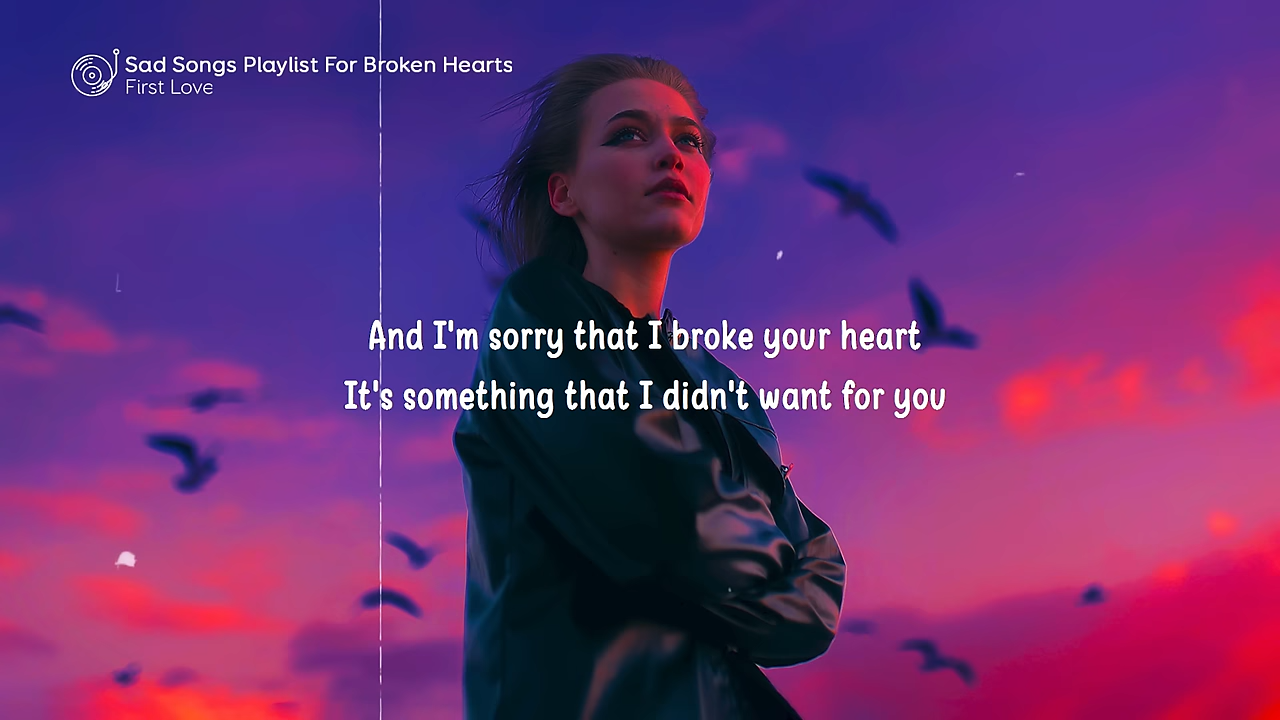 Sad Songs Playlist For Broken Hearts
First Love
And I'm sorry that I broke your heart
It's something that I didn't want for you